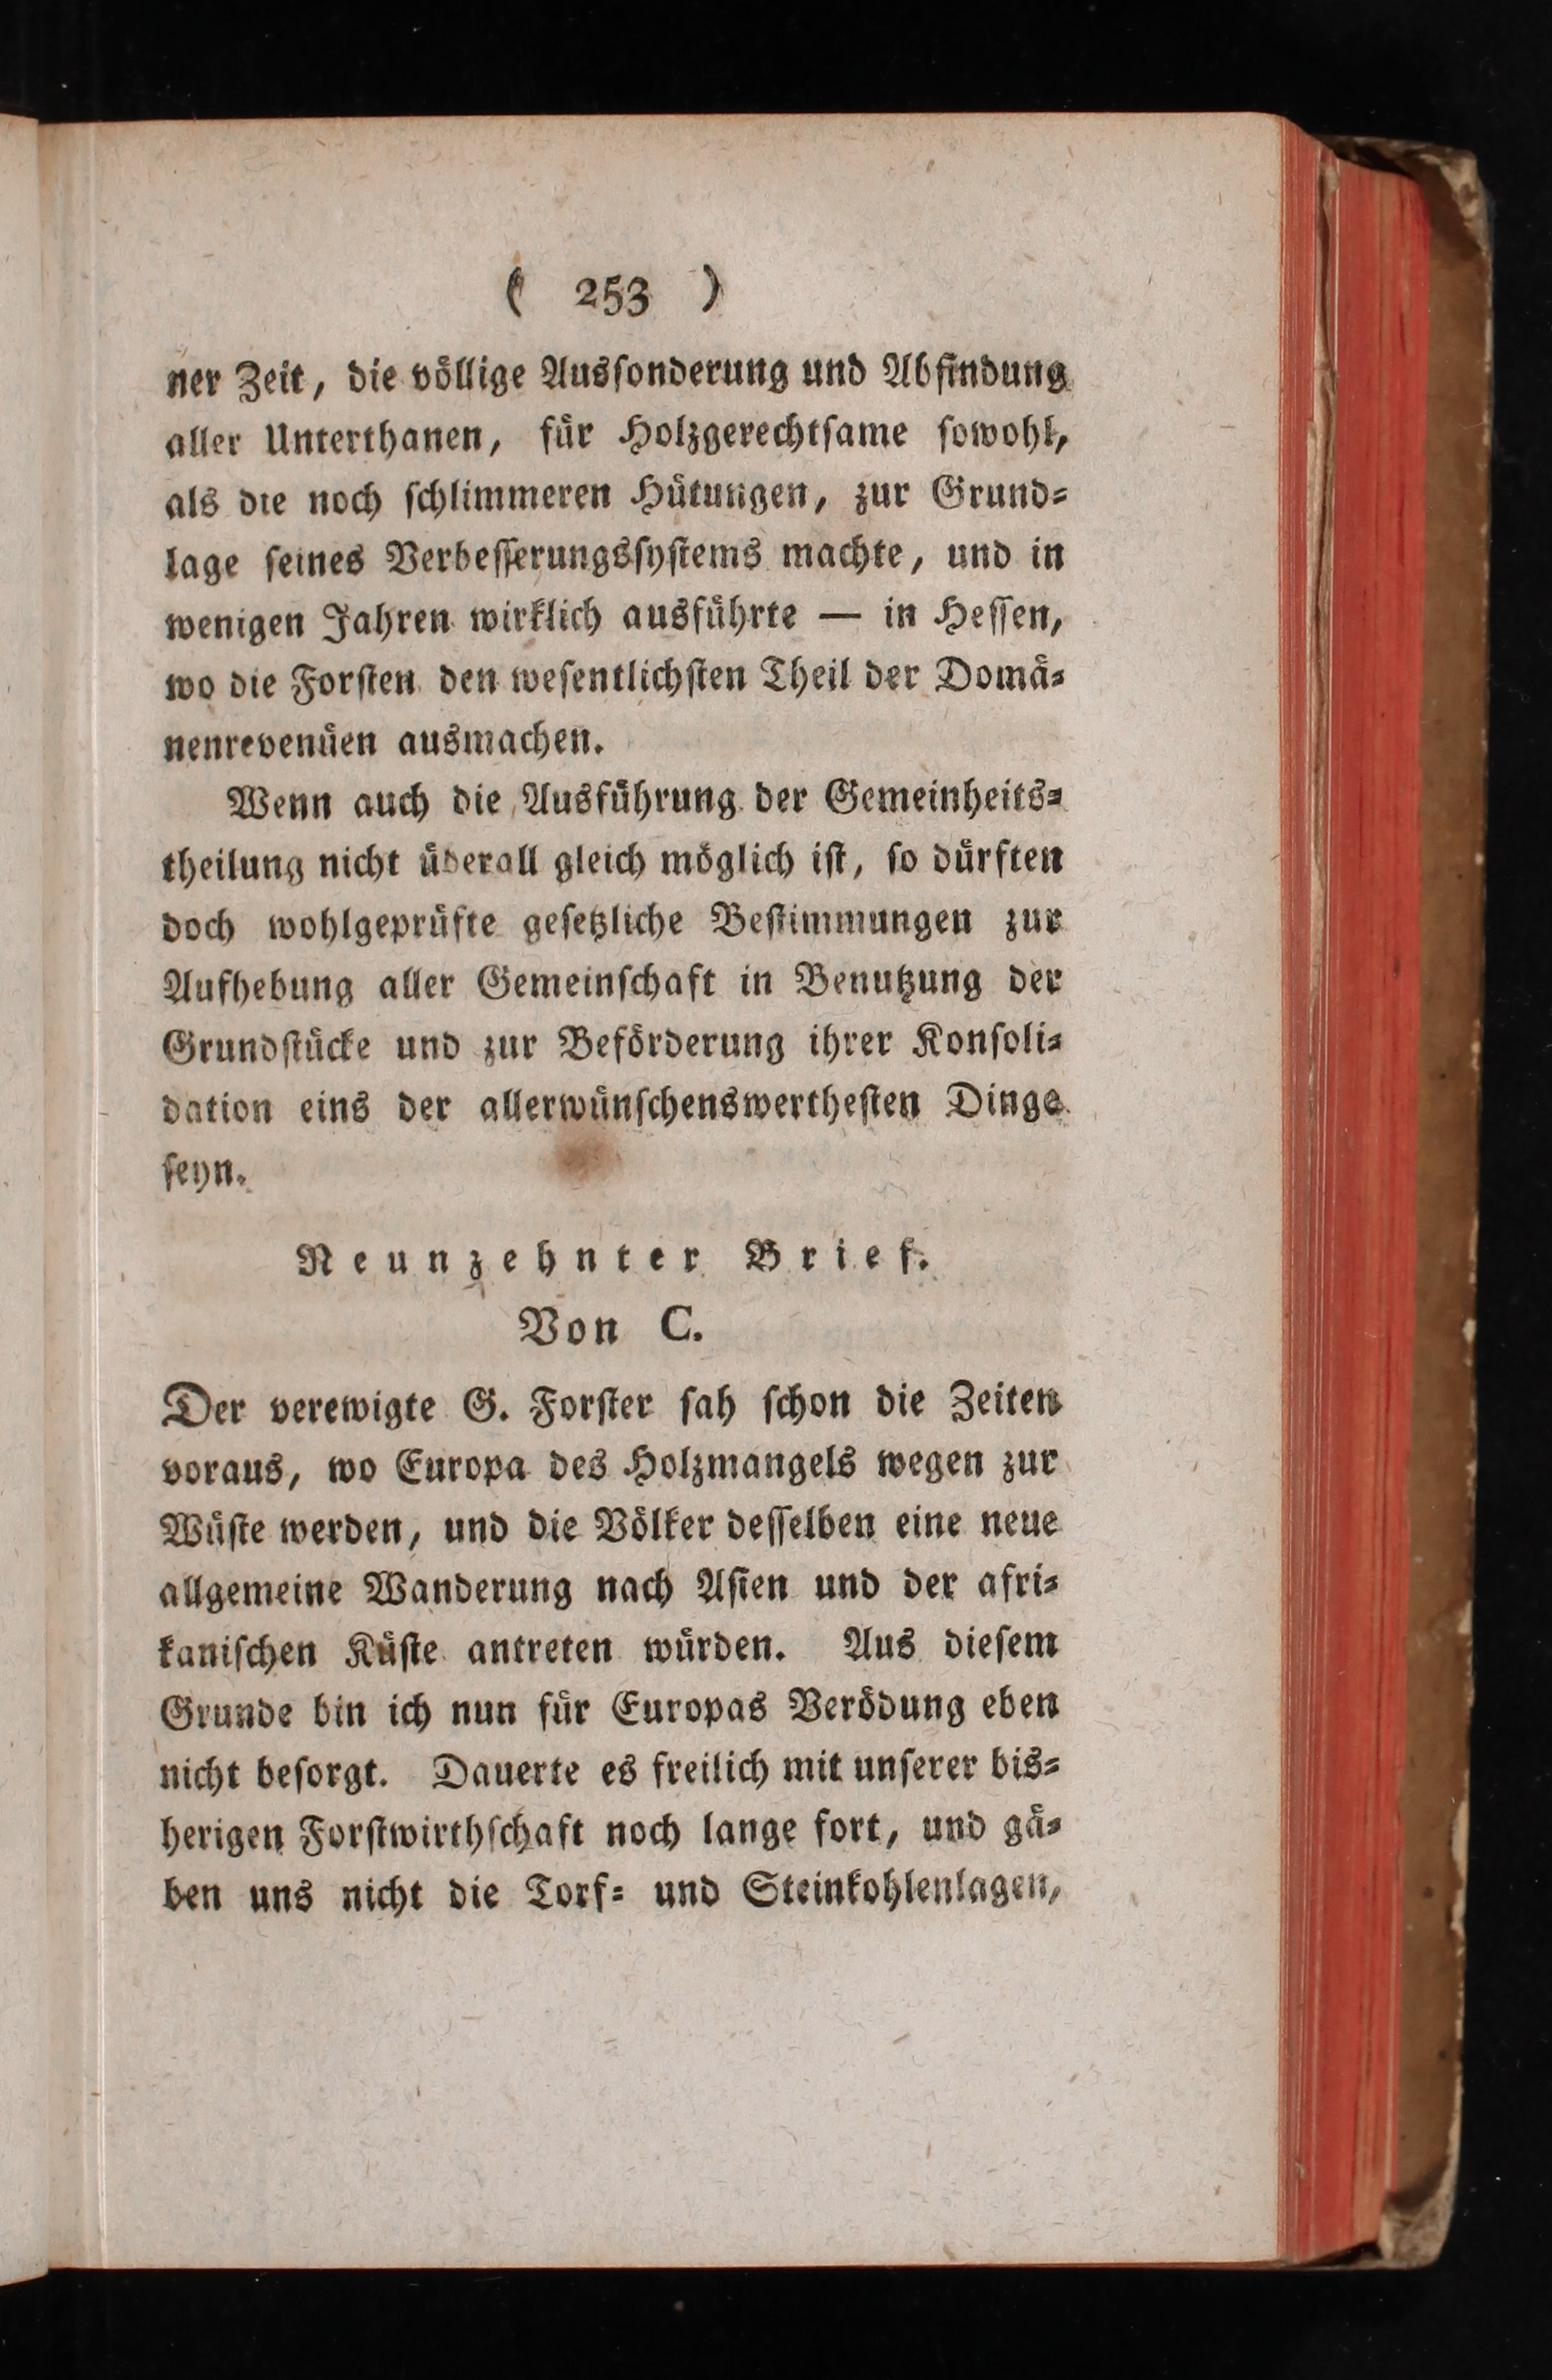 ( 253 )
ner Zeit, die völlige Ausſonderung und Abfindung
aller Unterthanen, für Holzgerechtſame ſowohl,
als die noch ſchlimmeren Hütungen, zur Grund⸗
lage ſeines Verbeſſerungsſyſtems machte, und in
wenigen Jahren wirklich ausführte — in Heſſen,
wo die Forſten den weſentlichſten Theil der Domä⸗
nenrevenüen ausmachen.
Wenn auch die Ausführung der Gemeinheits⸗
theilung nicht überall gleich möglich iſt, ſo dürften
doch wohlgeprüfte geſetzliche Beſtimmungen zur
Aufhebung aller Gemeinſchaft in Benutzung der
Grundſtücke und zur Beförderung ihrer Konſoli⸗
dation eins der allerwünſchenswertheſten Dinge
ſeyn.
Neunzehnter Brief.
Von C.
Der verewigte G. Forſter ſah ſchon die Zeiten
voraus, wo Europa des Holzmangels wegen zur
Wüſte werden, und die Völker deſſelben eine neue
allgemeine Wanderung nach Aſien und der afri⸗
kaniſchen Küſte antreten würden. Aus dieſem
Grunde bin ich nun für Europas Verödung eben
nicht beſorgt. Dauerte es freilich mit unſerer bis⸗
herigen Forſtwirthſchaft noch lange fort, und gä⸗
ben uns nicht die Torf⸗ und Steinkohlenlagen,